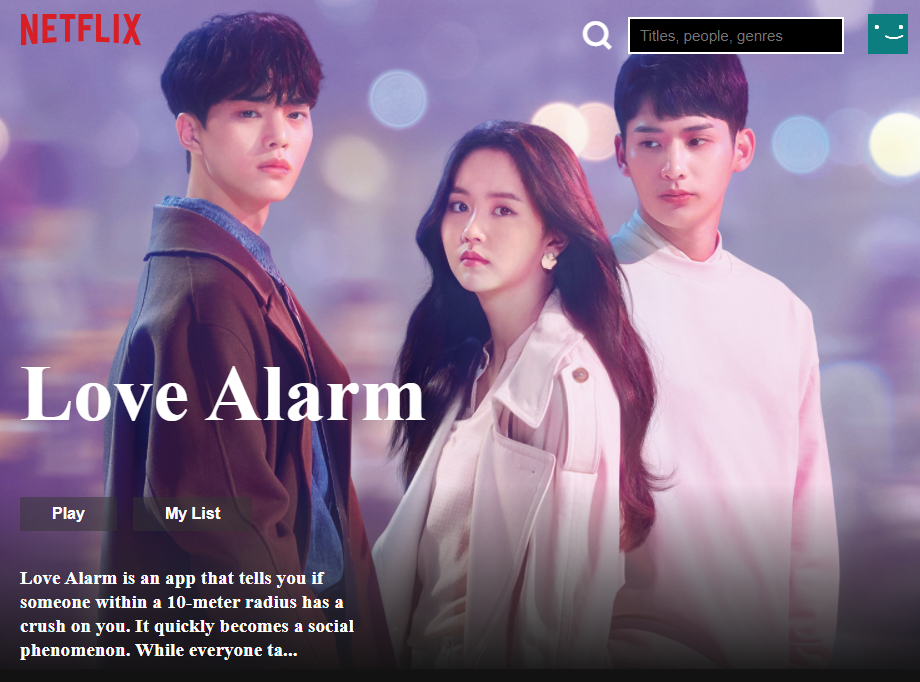 NETFLIX
Titles, people, genres
Love Alarm
Play
My List
Love Alarm is an app that tells you if
someone within a 10-meter radius has a
crush on you. It quickly becomes a social
phenomenon. While everyone ta...